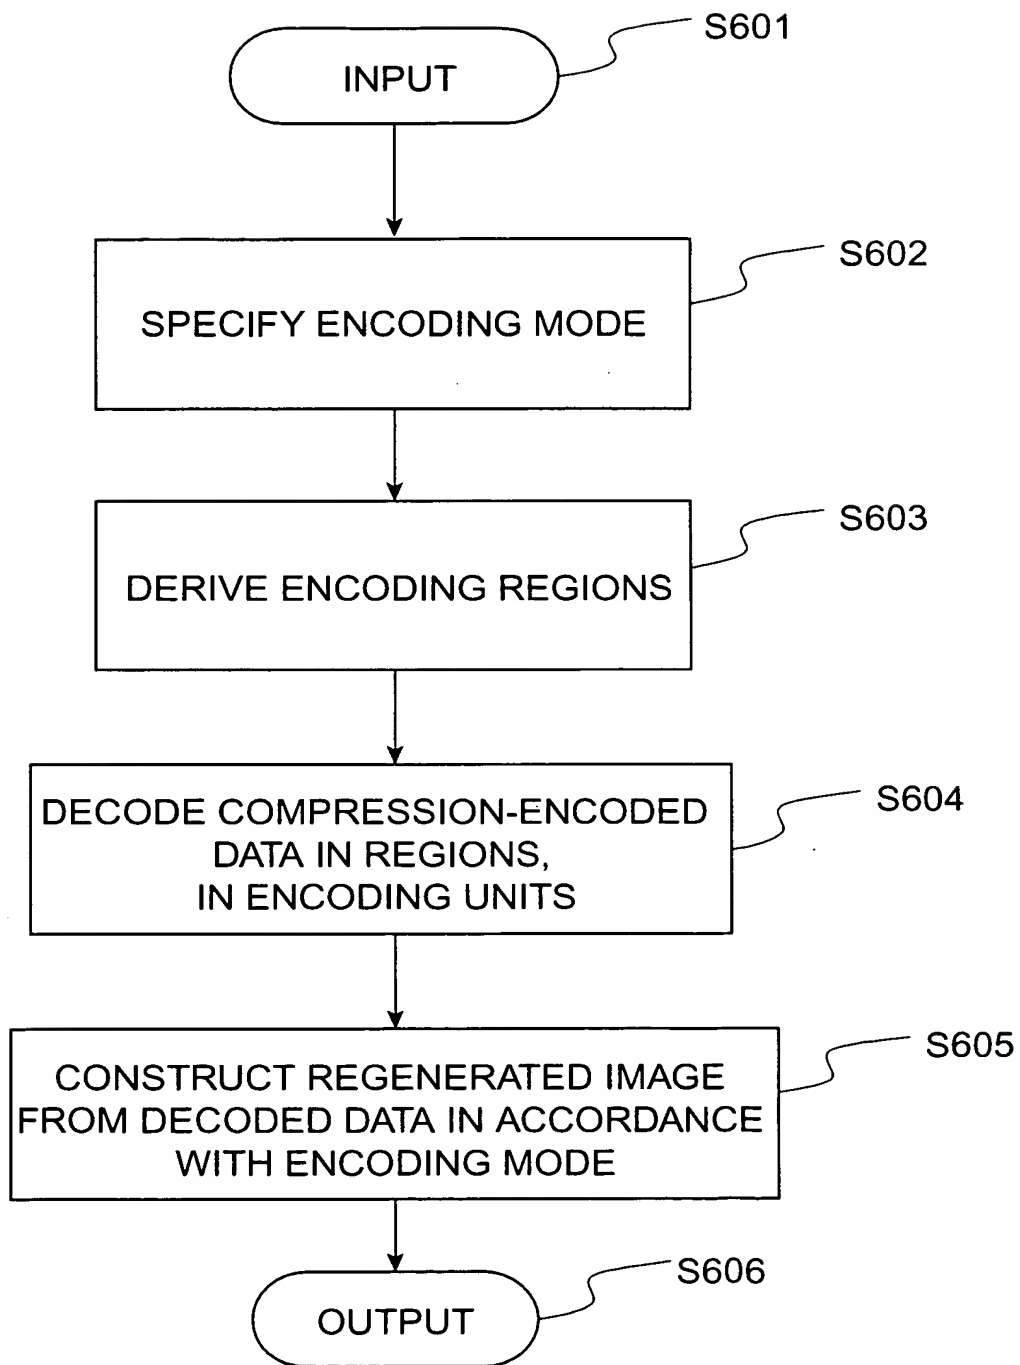 S601
INPUT
S602
SPECIFY ENCODING MODE
S603
DERIVE ENCODING REGIONS
S604
DECODE COMPRESSION-ENCODED
DATA IN REGIONS,
IN ENCODING UNITS
S605
CONSTRUCT REGENERATED IMAGE
FROM DECODED DATA IN ACCORDANCE
WITH ENCODING MODE
S606
OUTPUT